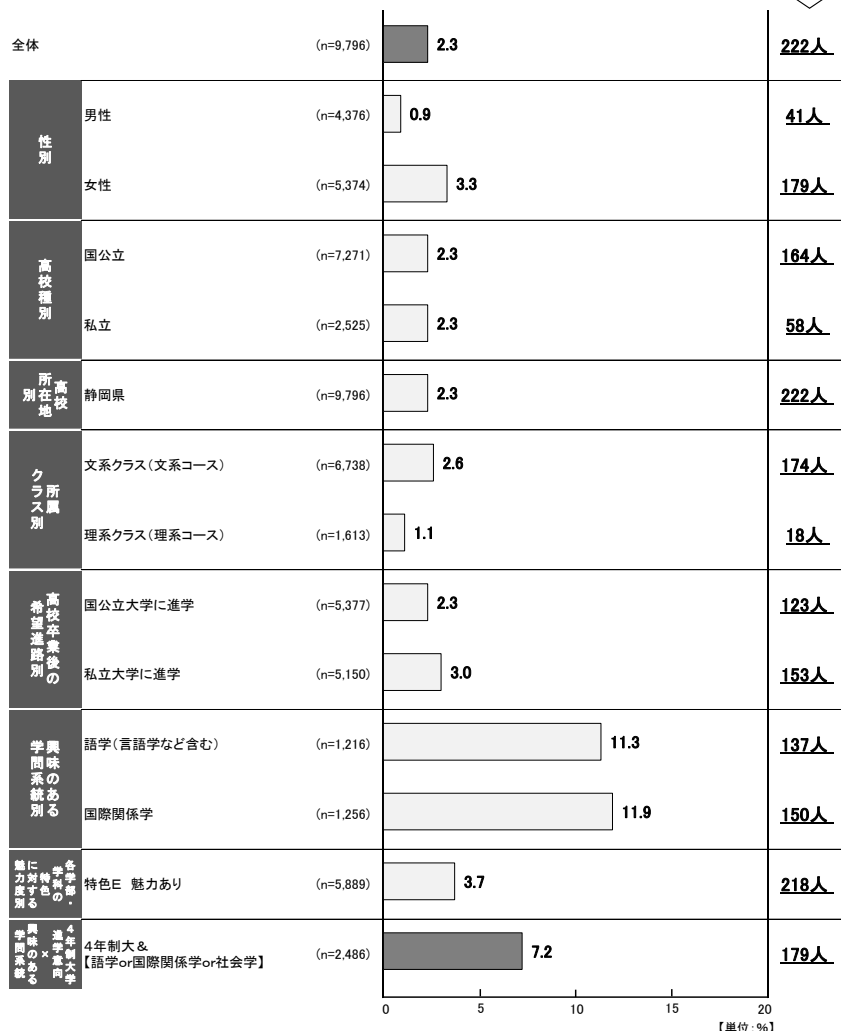 全体 (n=9,796) 2.3 222人
性別
男性 (n=4,376) 0.9 41人
女性 (n=5,374) 3.3 179人
高校種別
国公立 (n=7,271) 2.3 164人
私立 (n=2,525) 2.3 58人
高校所在地別
静岡県 (n=9,796) 2.3 222人
所属クラス別
文系クラス(文系コース) (n=6,738) 2.6 174人
理系クラス(理系コース) (n=1,613) 1.1 18人
高校卒業後の希望進路別
国公立大学に進学 (n=5,377) 2.3 123人
私立大学に進学 (n=5,150) 3.0 153人
興味のある学問系統別
語学(言語学など含む) (n=1,216) 11.3 137人
国際関係学 (n=1,256) 11.9 150人
各学部・学科の特色に対する魅力度別
特色E 魅力あり (n=5,889) 3.7 218人
4年制大学進学意向×興味のある学問系統
4年制大&
【語学or国際関係学or社会学】 (n=2,486) 7.2 179人
0 5 10 15 20
【単位:%】